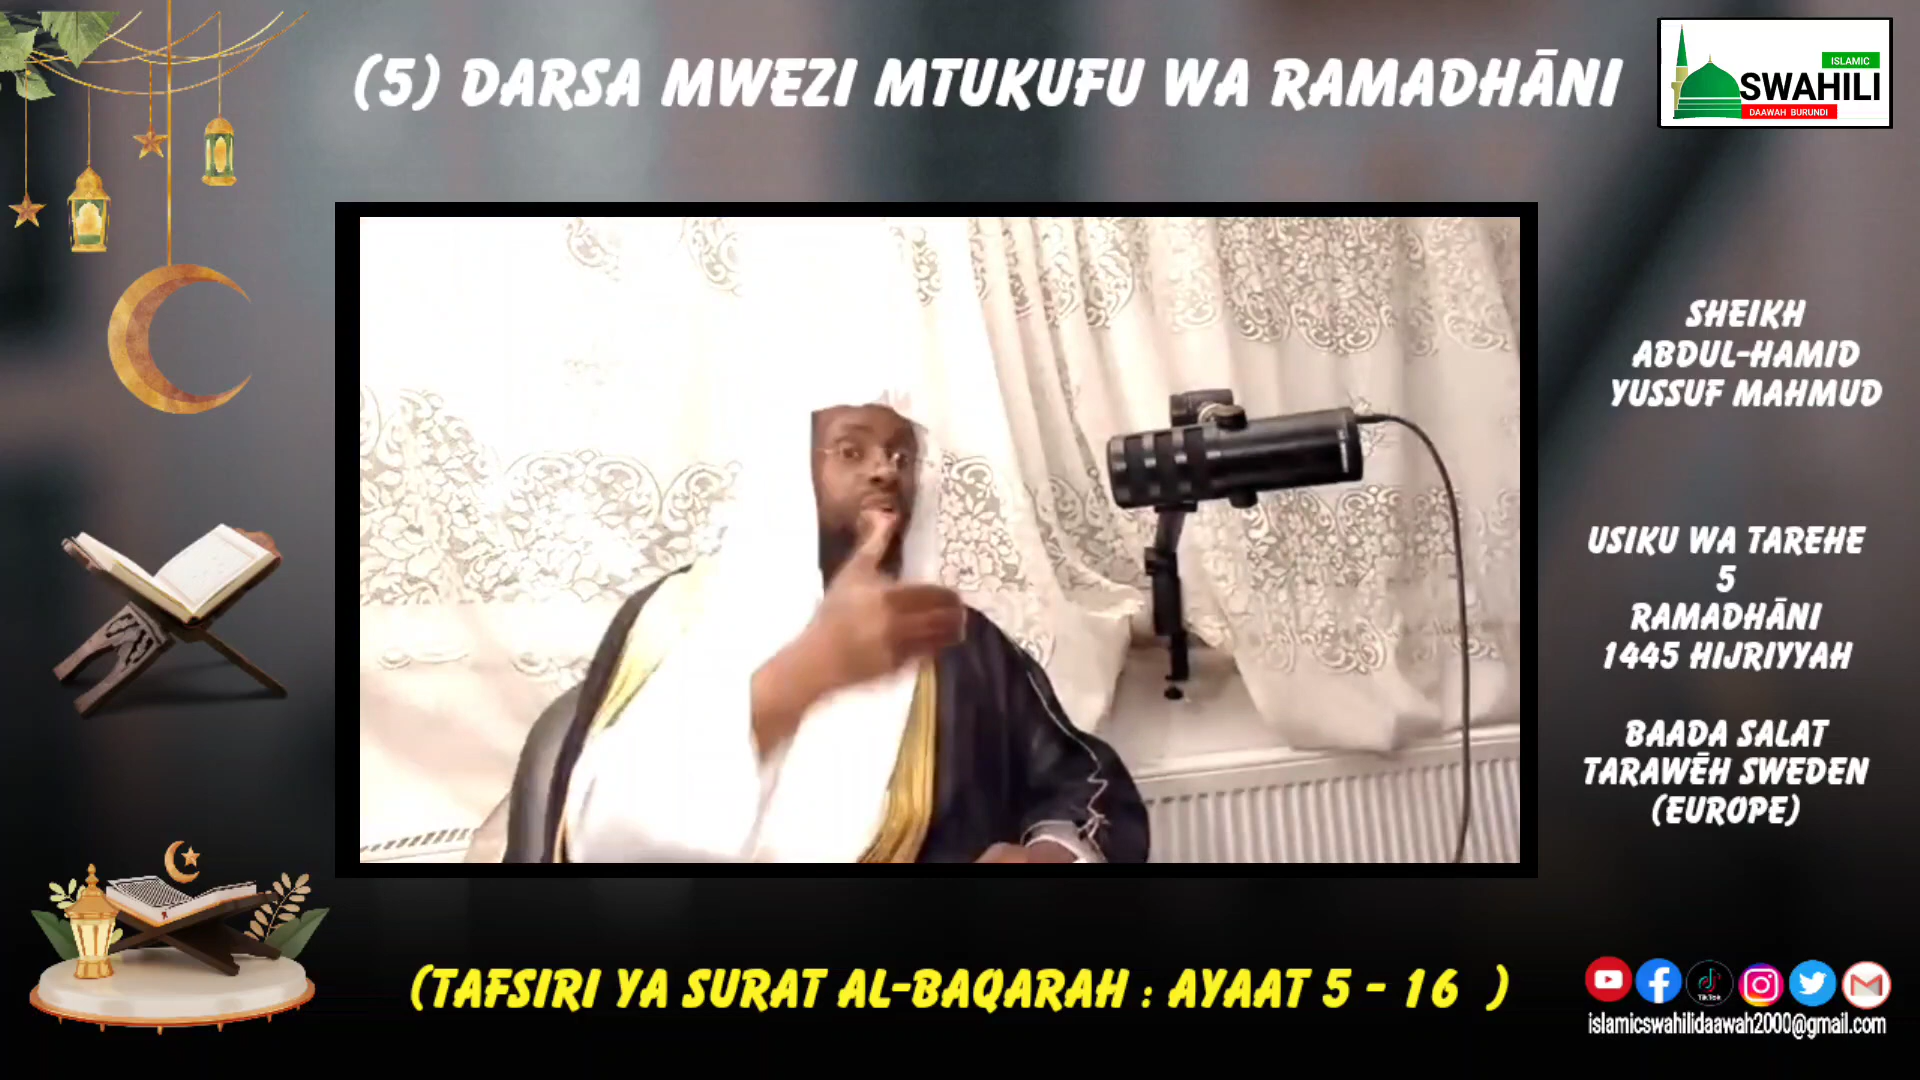 (5) DARSA MWEZI MTUKUFU WA RAMADHĀNI
ISLAMIC
SWAHILI
DAAWAH BURUNDI
SHEIKH
ABDUL-HAMID
YUSSUF MAHMUD
USIKU WA TAREHE
5
RAMADHĀNI
1445 HIJRIYYAH
BAADA SALAT
TARAWĒH SWEDEN
(EUROPE)
(TAFSIRI YA SURAT AL-BAQARAH : AYAAT 5 - 16 )
TikTok
islamicswahilidaawah2000@gmail.com